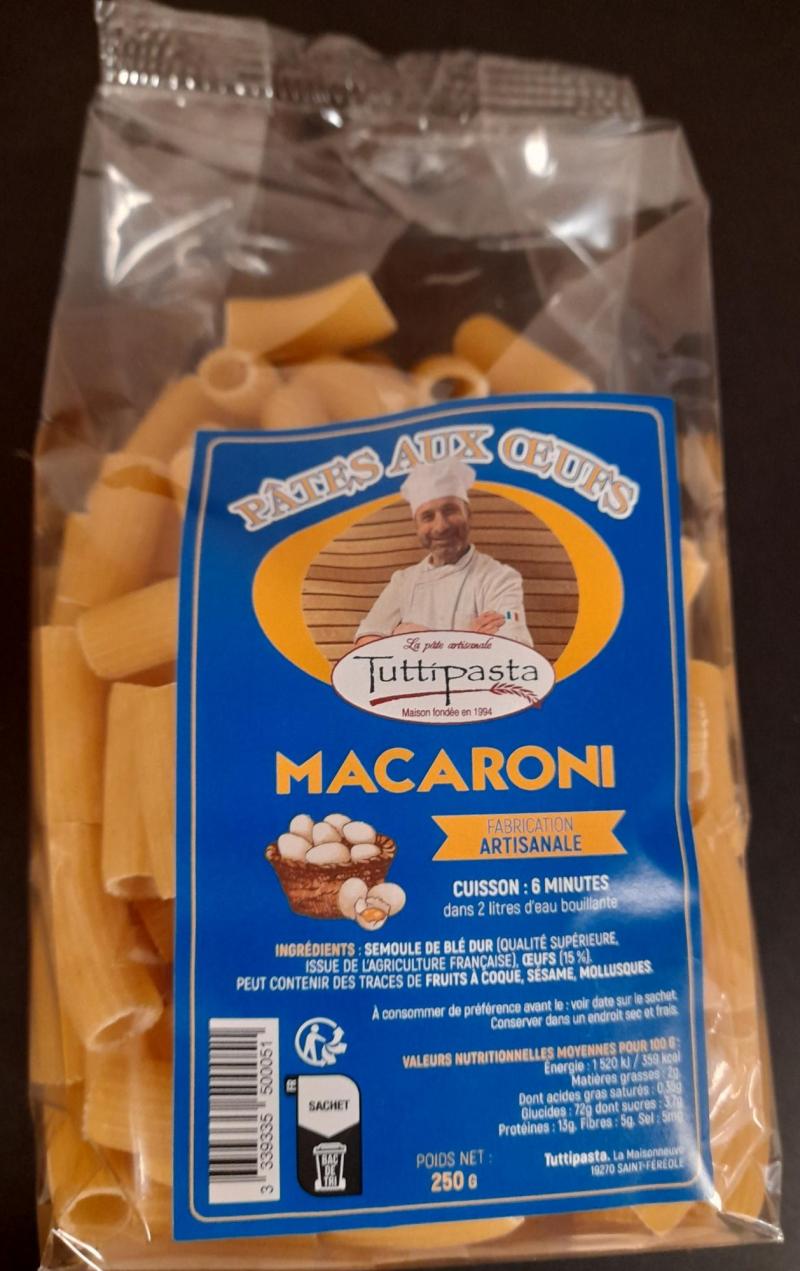 PÂTES AUX ŒUFS
La pâte artisanale
Tuttipasta
Maison fondée en 1994
MACARONI
FABRICATION
ARTISANALE
CUISSON : 6 MINUTES
dans 2 litres d'eau bouillante
INGRÉDIENTS : SEMOULE DE BLÉ DUR (QUALITÉ SUPÉRIEURE,
ISSUE DE L'AGRICULTURE FRANÇAISE), ŒUFS (15 %).
PEUT CONTENIR DES TRACES DE FRUITS À COQUE, SÉSAME, MOLLUSQUES.
À consommer de préférence avant le : voir date sur le sachet.
Conserver dans un endroit sec et frais.
VALEURS NUTRITIONNELLES MOYENNES POUR 100 G :
Énergie : 1 520 kJ / 359 kcal
Matières grasses : 2g.
Dont acides gras saturés : 0,36g
Glucides : 72g dont sucres : 3,7g
Protéines : 13g. Fibres : 5g. Sel : 5mg
3 339335 500051
FR
SACHET
BAC
DE
TRI
POIDS NET :
250 G
Tuttipasta. La Maisonneuve
19270 SAINT-FÉRÉOLE